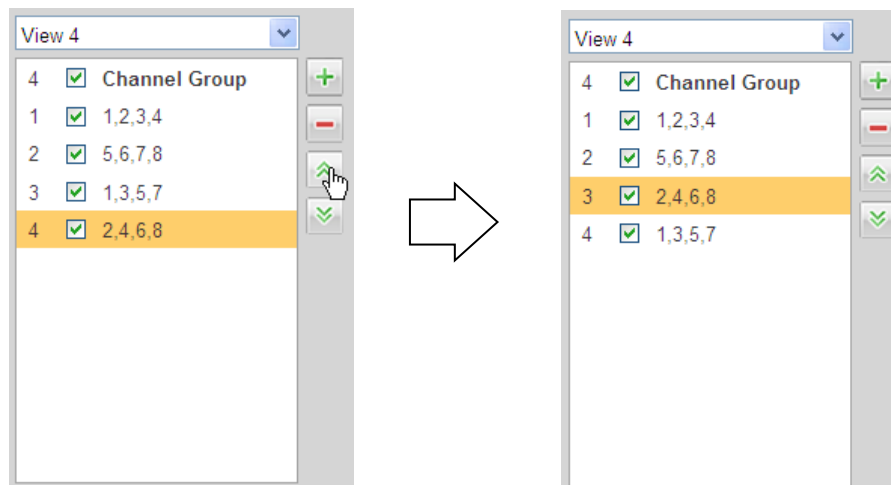 View 4
4 Channel Group
1 1,2,3,4
2 5,6,7,8
3 1,3,5,7
4 2,4,6,8
View 4
4 Channel Group
1 1,2,3,4
2 5,6,7,8
3 2,4,6,8
4 1,3,5,7